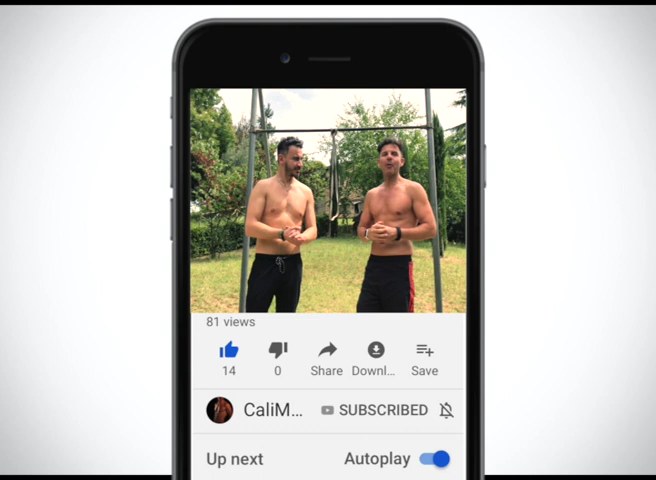 81 views
14 0 Share Downl... Save
CaliM... SUBSCRIBED
Up next Autoplay